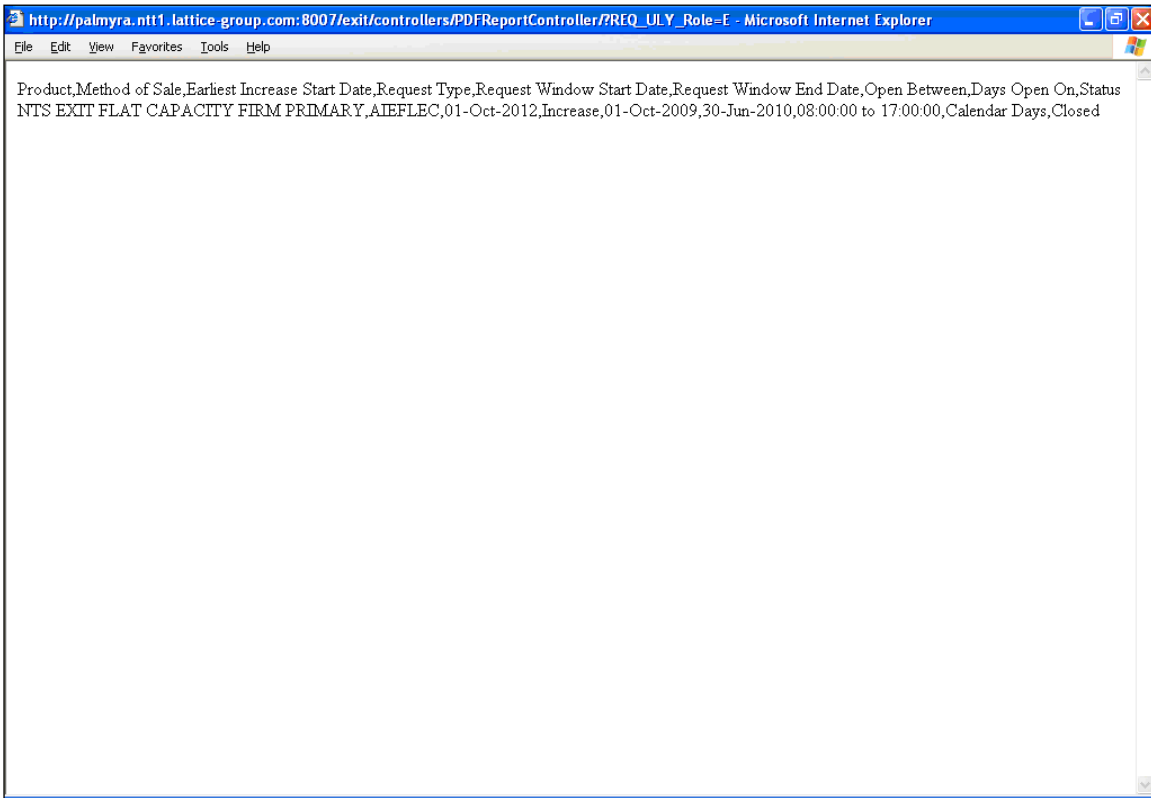 http://palmyra.ntt1.lattice-group.com:8007/exit/controllers/PDFReportController/?REQ_ULY_Role=E - Microsoft Internet Explorer
File Edit View Favorites Tools Help
Product,Method of Sale,Earliest Increase Start Date,Request Type,Request Window Start Date,Request Window End Date,Open Between,Days Open On,Status
NTS EXIT FLAT CAPACITY FIRM PRIMARY,AIEFLEC,01-Oct-2012,Increase,01-Oct-2009,30-Jun-2010,08:00:00 to 17:00:00,Calendar Days,Closed